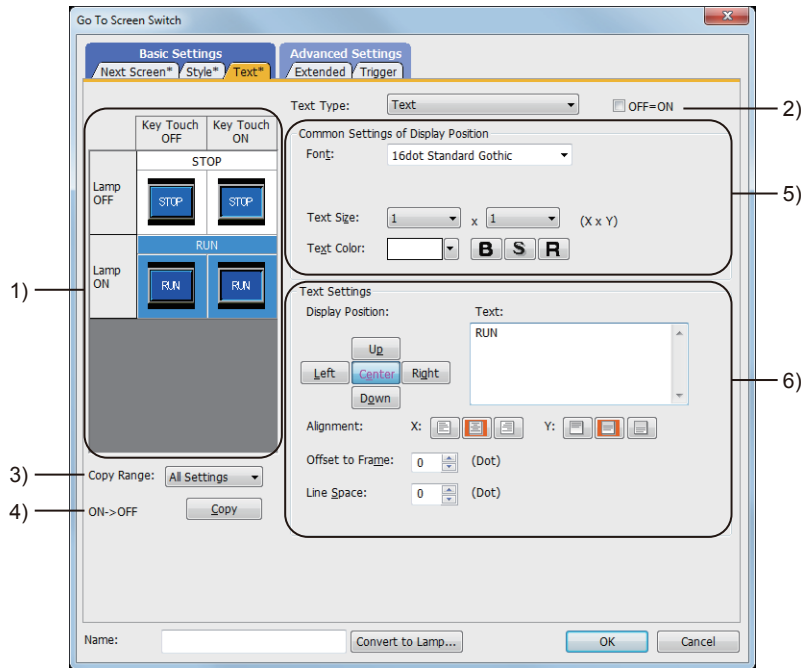 Go To Screen Switch
x
Basic Settings
Advanced Settings
Next Screen* Style* Text*
Extended Trigger
Text Type: Text
OFF=ON
2)
Key Touch OFF
Key Touch ON
STOP
Lamp OFF
STOP STOP
RUN
Lamp ON
RUN RUN
1)
Common Settings of Display Position
Font: 16dot Standard Gothic
Text Size: 1 x 1 (X x Y)
Text Color: B S R
5)
Text Settings
Display Position:
Text:
RUN
Up
Left Center Right
Down
6)
Alignment: X: Y:
Offset to Frame: 0 (Dot)
Line Space: 0 (Dot)
3)
Copy Range: All Settings
4)
ON->OFF Copy
Name: Convert to Lamp... OK Cancel